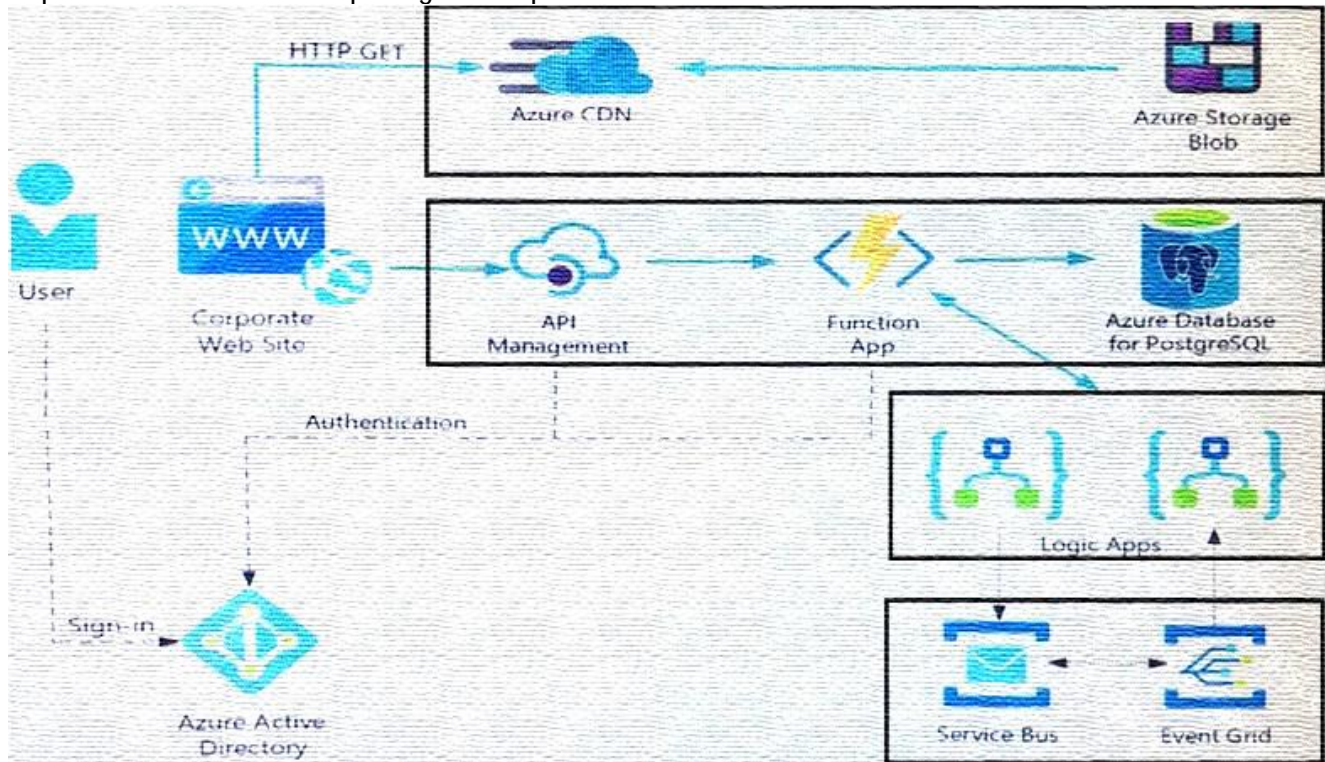 HTTP GET
Azure CDN
Azure Storage
Blob
WWW
User
Corporate
Web Site
API
Management
Function
App
Azure Database
for PostgreSQL
Authentication
Logic Apps
Sign-in
Azure Active
Directory
Service Bus
Event Grid